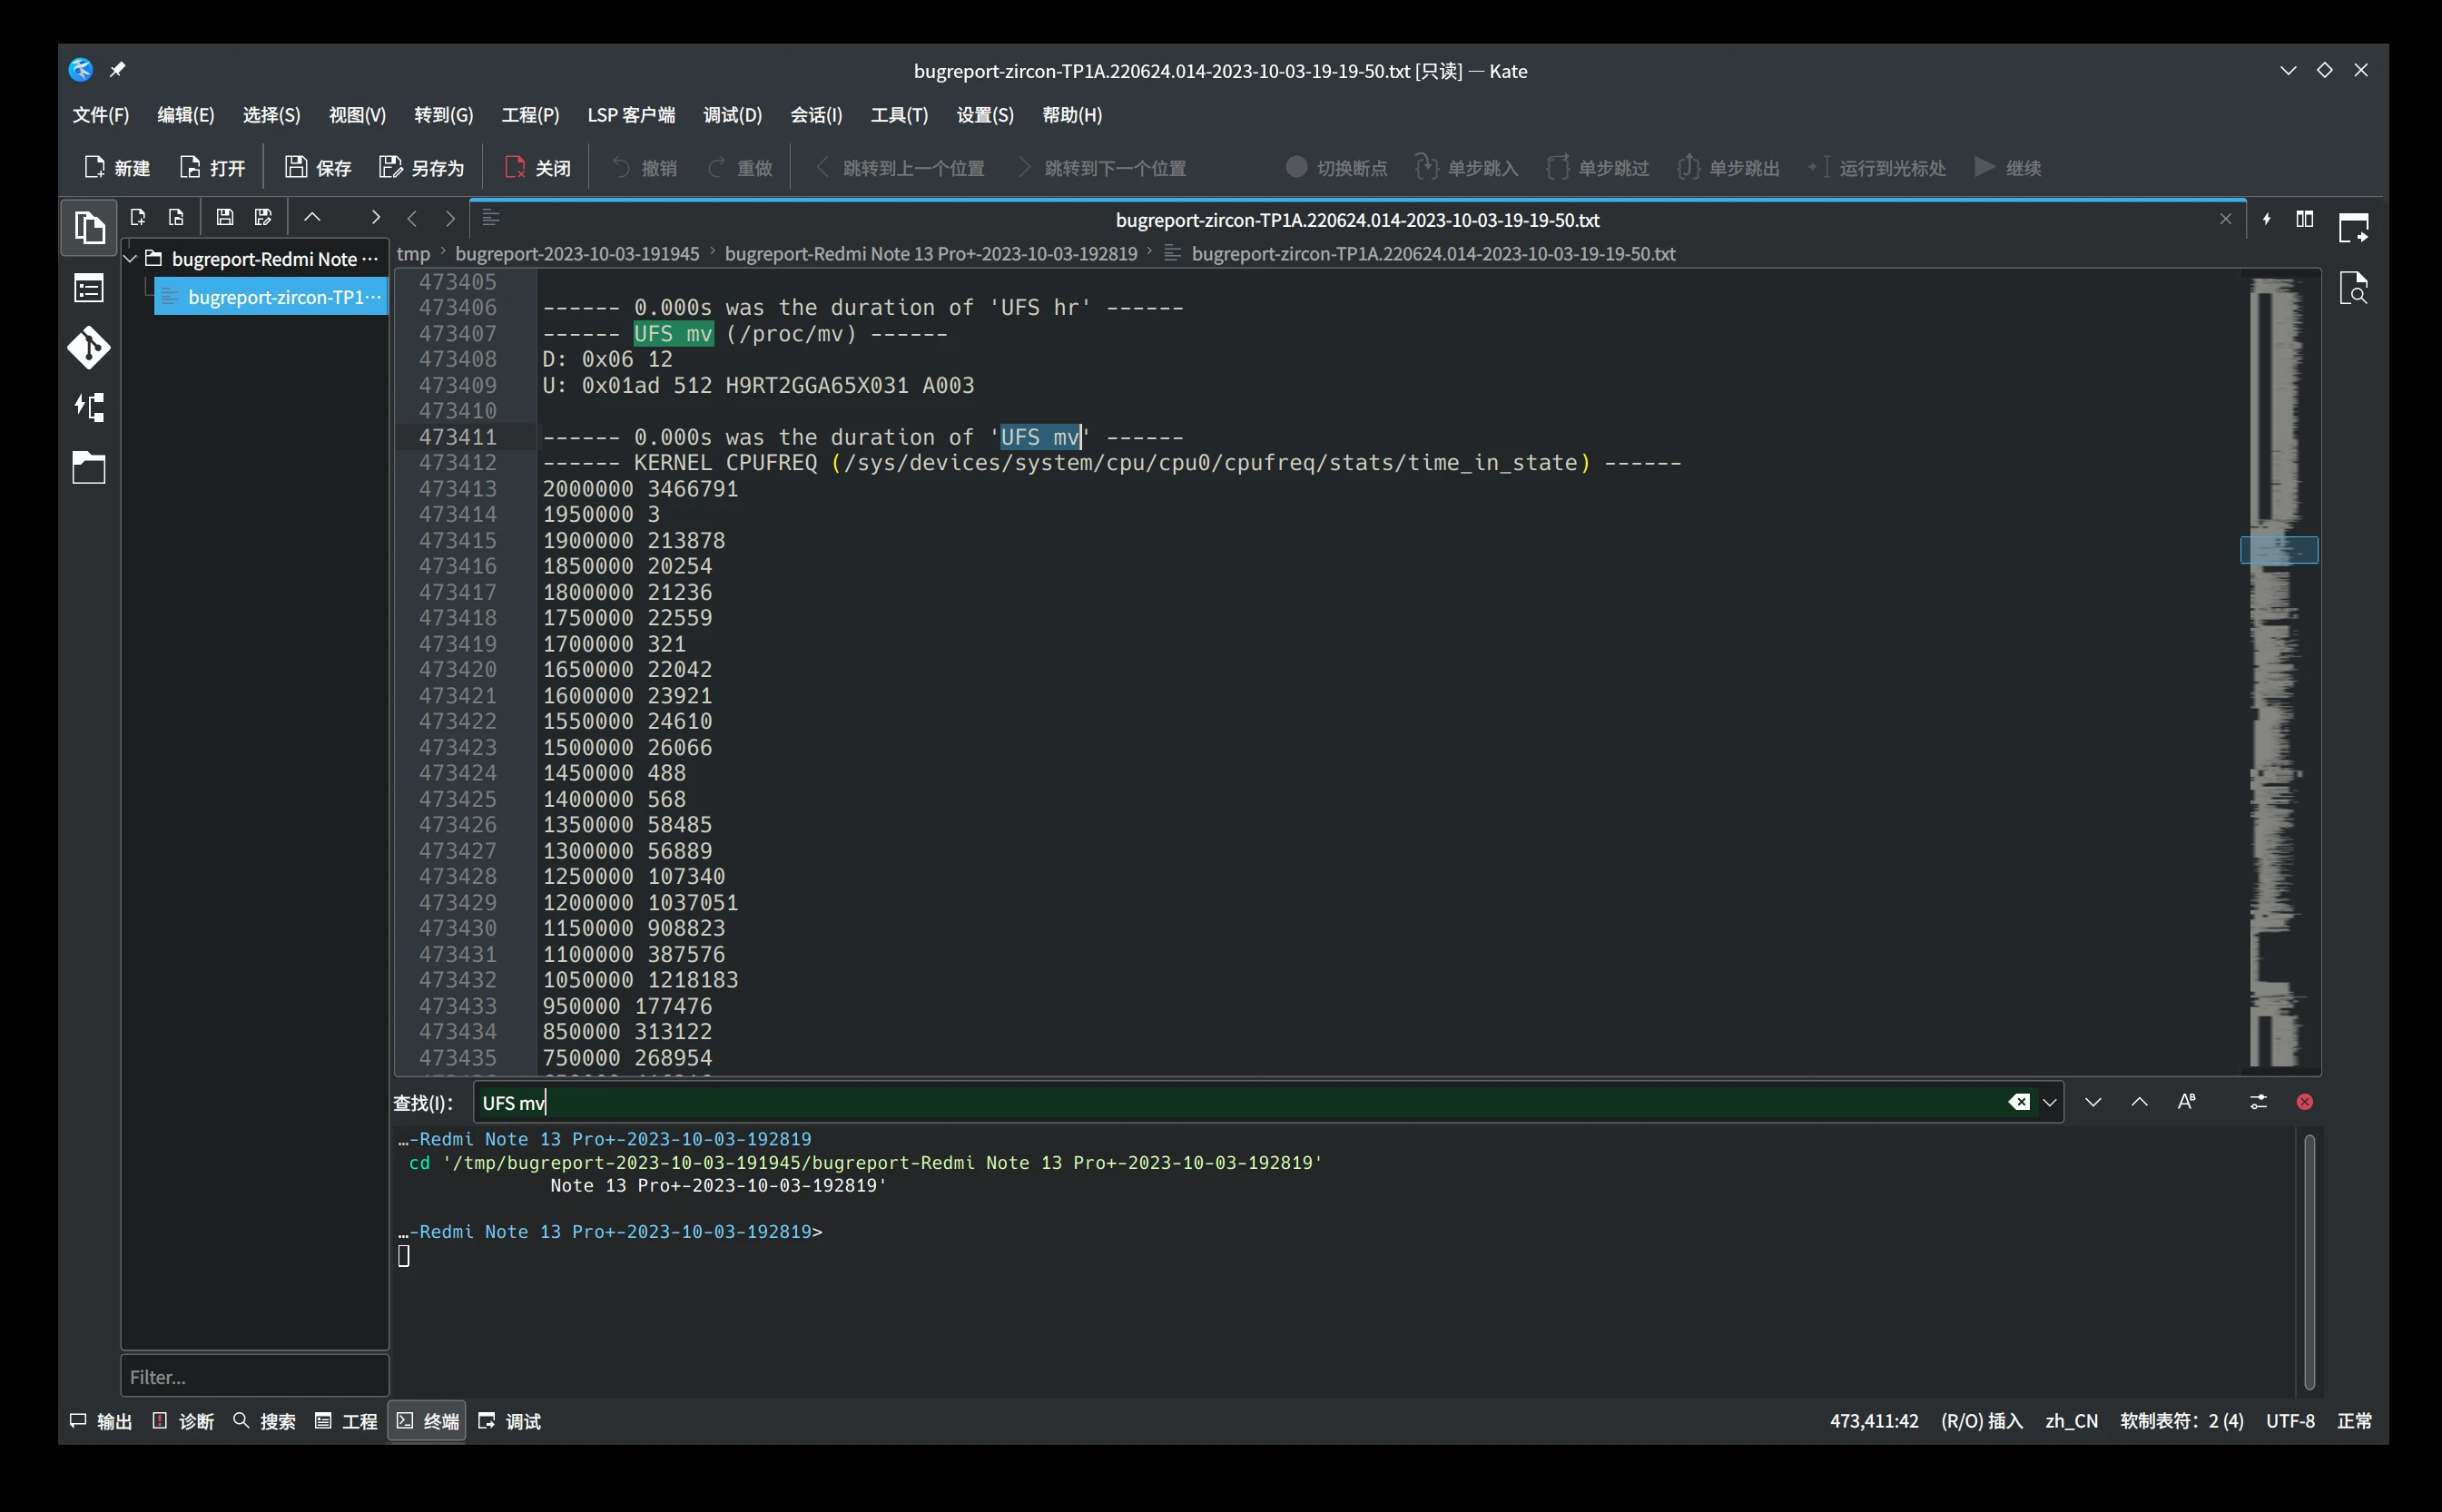 bugreport-zircon-TP1A.220624.014-2023-10-03-19-19-50.txt [只读] — Kate
文件(F) 编辑(E) 选择(S) 视图(V) 转到(G) 工程(P) LSP 客户端 调试(D) 会话(I) 工具(T) 设置(S) 帮助(H)
新建 打开 保存 另存为 关闭 撤销 重做 跳转到上一个位置 跳转到下一个位置 切换断点 单步跳入 单步跳过 单步跳出 运行到光标处 继续
bugreport-zircon-TP1A.220624.014-2023-10-03-19-19-50.txt
bugreport-Redmi Note ···
bugreport-zircon-TP1···
tmp › bugreport-2023-10-03-191945 › bugreport-Redmi Note 13 Pro+-2023-10-03-192819 › bugreport-zircon-TP1A.220624.014-2023-10-03-19-19-50.txt
473405
473406 ------ 0.000s was the duration of 'UFS hr' ------
473407 ------ UFS mv (/proc/mv) ------
473408 D: 0x06 12
473409 U: 0x01ad 512 H9RT2GGA65X031 A003
473410
473411 ------ 0.000s was the duration of 'UFS mv' ------
473412 ------ KERNEL CPUFREQ (/sys/devices/system/cpu/cpu0/cpufreq/stats/time_in_state) ------
473413 2000000 3466791
473414 1950000 3
473415 1900000 213878
473416 1850000 20254
473417 1800000 21236
473418 1750000 22559
473419 1700000 321
473420 1650000 22042
473421 1600000 23921
473422 1550000 24610
473423 1500000 26066
473424 1450000 488
473425 1400000 568
473426 1350000 58485
473427 1300000 56889
473428 1250000 107340
473429 1200000 1037051
473430 1150000 908823
473431 1100000 387576
473432 1050000 1218183
473433 950000 177476
473434 850000 313122
473435 750000 268954
查找(I)： UFS mv
…-Redmi Note 13 Pro+-2023-10-03-192819
cd '/tmp/bugreport-2023-10-03-191945/bugreport-Redmi Note 13 Pro+-2023-10-03-192819'
Note 13 Pro+-2023-10-03-192819'
…-Redmi Note 13 Pro+-2023-10-03-192819>
Filter...
输出 诊断 搜索 工程 终端 调试 473,411:42 (R/O) 插入 zh_CN 软制表符：2 (4) UTF-8 正常